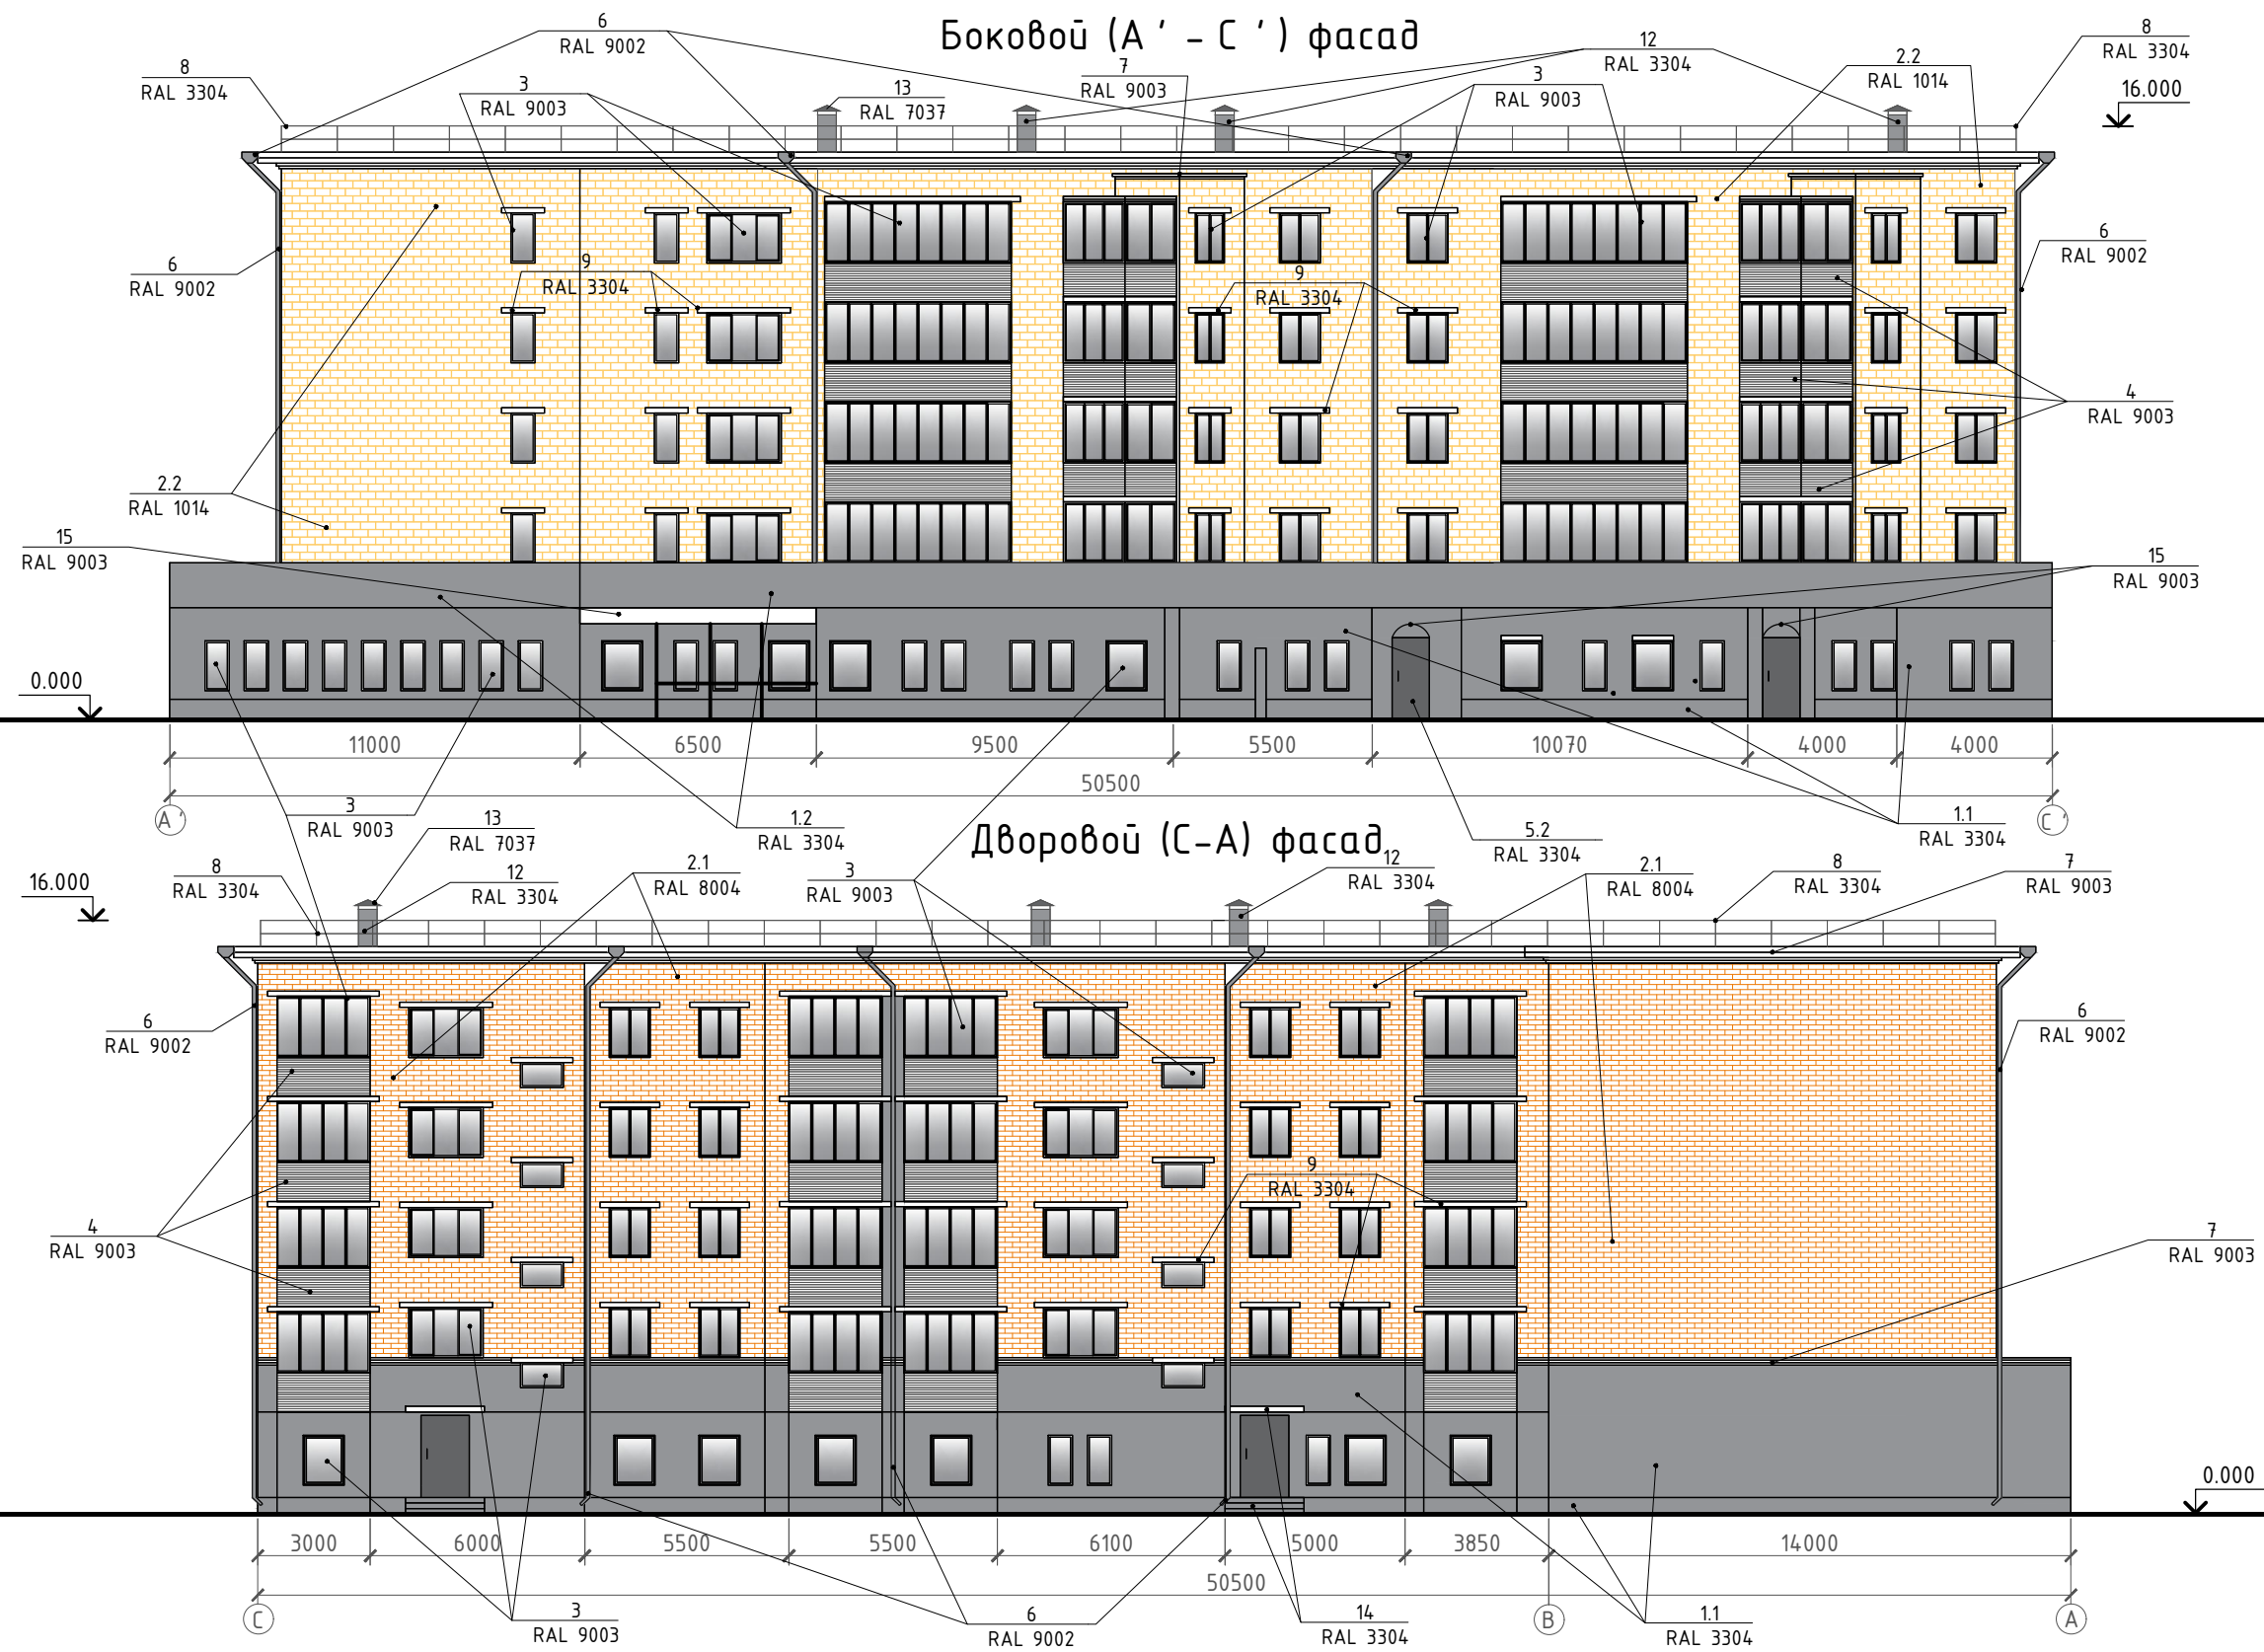 Боковой (А ' - С ') фасад
6
RAL 9002
8
RAL 3304
3
RAL 9003
13
RAL 7037
7
RAL 9003
12
RAL 3304
3
RAL 9003
2.2
RAL 1014
8
RAL 3304
16.000
6
RAL 9002
9
RAL 3304
9
RAL 3304
6
RAL 9002
4
RAL 9003
2.2
RAL 1014
15
RAL 9003
15
RAL 9003
0.000
11000
6500
9500
5500
10070
4000
4000
50500
А '
С '
3
RAL 9003
13
RAL 7037
1.2
RAL 3304
5.2
RAL 3304
1.1
RAL 3304
Дворовой (С-А) фасад
16.000
8
RAL 3304
12
RAL 3304
2.1
RAL 8004
3
RAL 9003
12
RAL 3304
2.1
RAL 8004
8
RAL 3304
7
RAL 9003
6
RAL 9002
6
RAL 9002
9
RAL 3304
4
RAL 9003
7
RAL 9003
0.000
3000
6000
5500
5500
6100
5000
3850
14000
50500
С
В
А
3
RAL 9003
6
RAL 9002
14
RAL 3304
1.1
RAL 3304